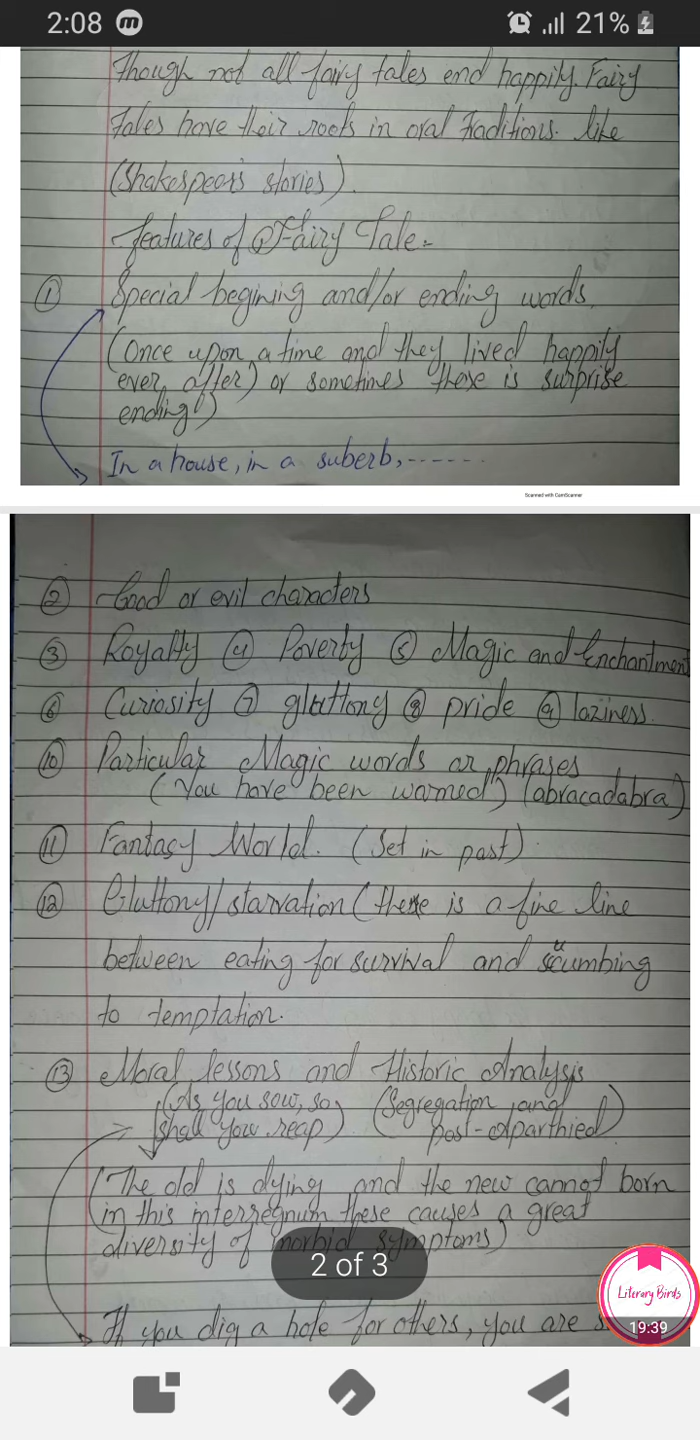 2:08
21%
Though not all fairy tales end happily. Fairy
tales have their roots in oral traditions. like
(Shakespear's stories).
Features of a Fairy Tale:-
① Special begining and/or ending words.
(Once upon a time and they lived happily
ever, after) or sometimes these is surprise
ending!)
In a house, in a suberb, ------
Scanned with CamScanner
② Good or evil characters
③ Royalty ④ Poverty ⑤ Magic and Enchantment
⑥ Curiosity ⑦ gluttony ⑧ pride ⑨ laziness.
⑩ Particular Magic words or phrases
(You have been warned) (abracadabra)
⑪ Fantasy World. (Set in past)
⑫ Gluttony/starvation (there is a fine line
between eating for survival and scumbing
to temptation.
⑬ Moral lessons and Historic Analysis
(As you sow, so (Segregation and
shall you reap) post-Aparthied)
(The old is dying and the new cannot born
in this interregnum these causes a great
diversity of morbid symptoms)
2 of 3
If you dig a hole for others, you are
Literary Birds
19:39